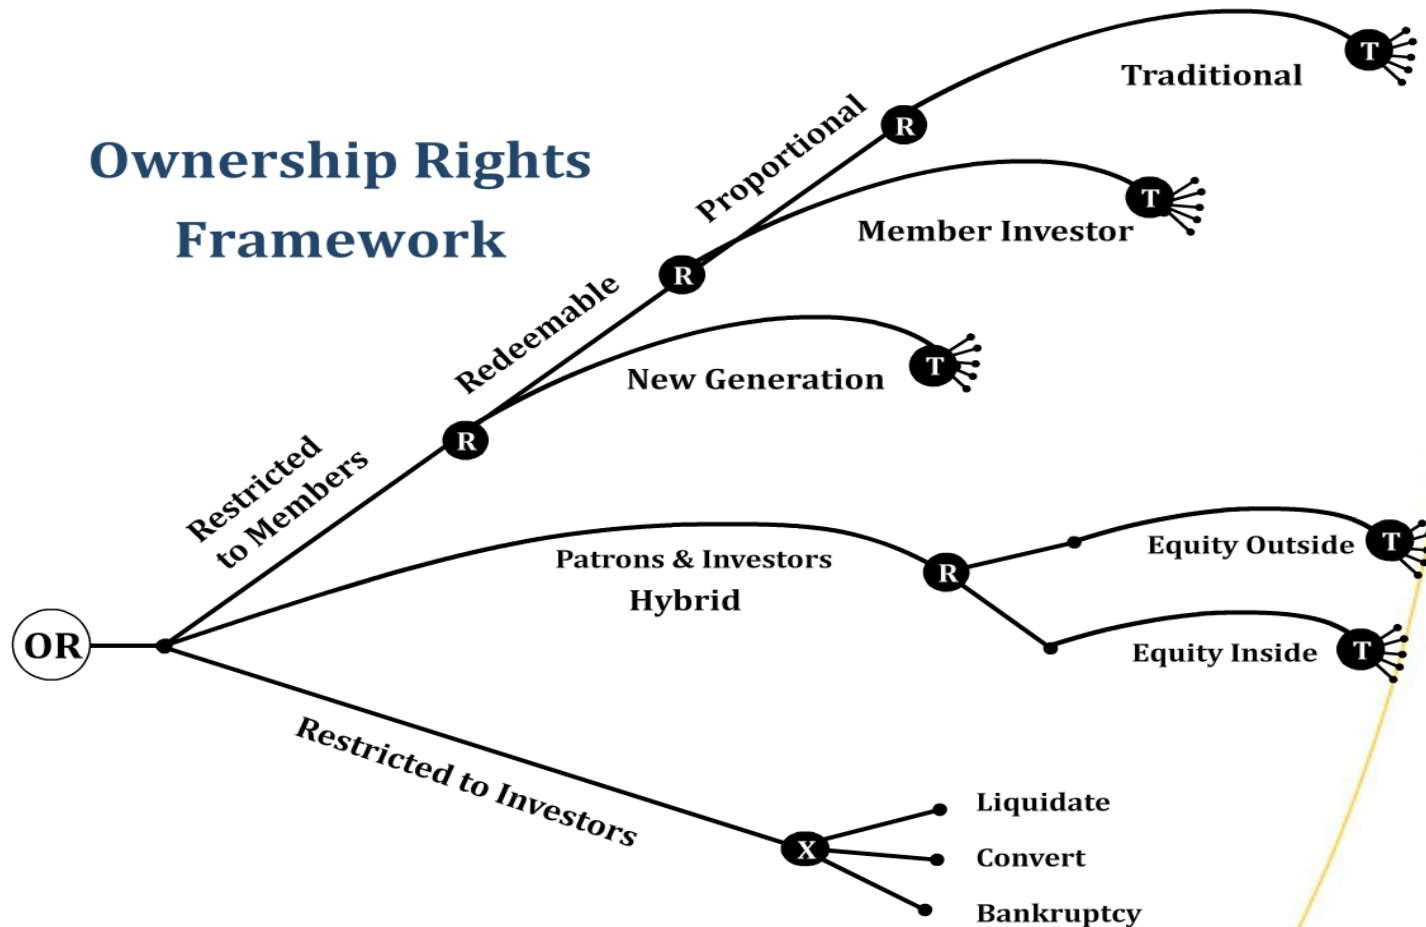 Ownership Rights
Framework
Traditional
T
Proportional
R
Member Investor
T
Redeemable
R
New Generation
T
Restricted
to Members
R
Patrons & Investors
Hybrid
R
Equity Outside
T
Equity Inside
T
OR
Restricted to Investors
X
Liquidate
Convert
Bankruptcy